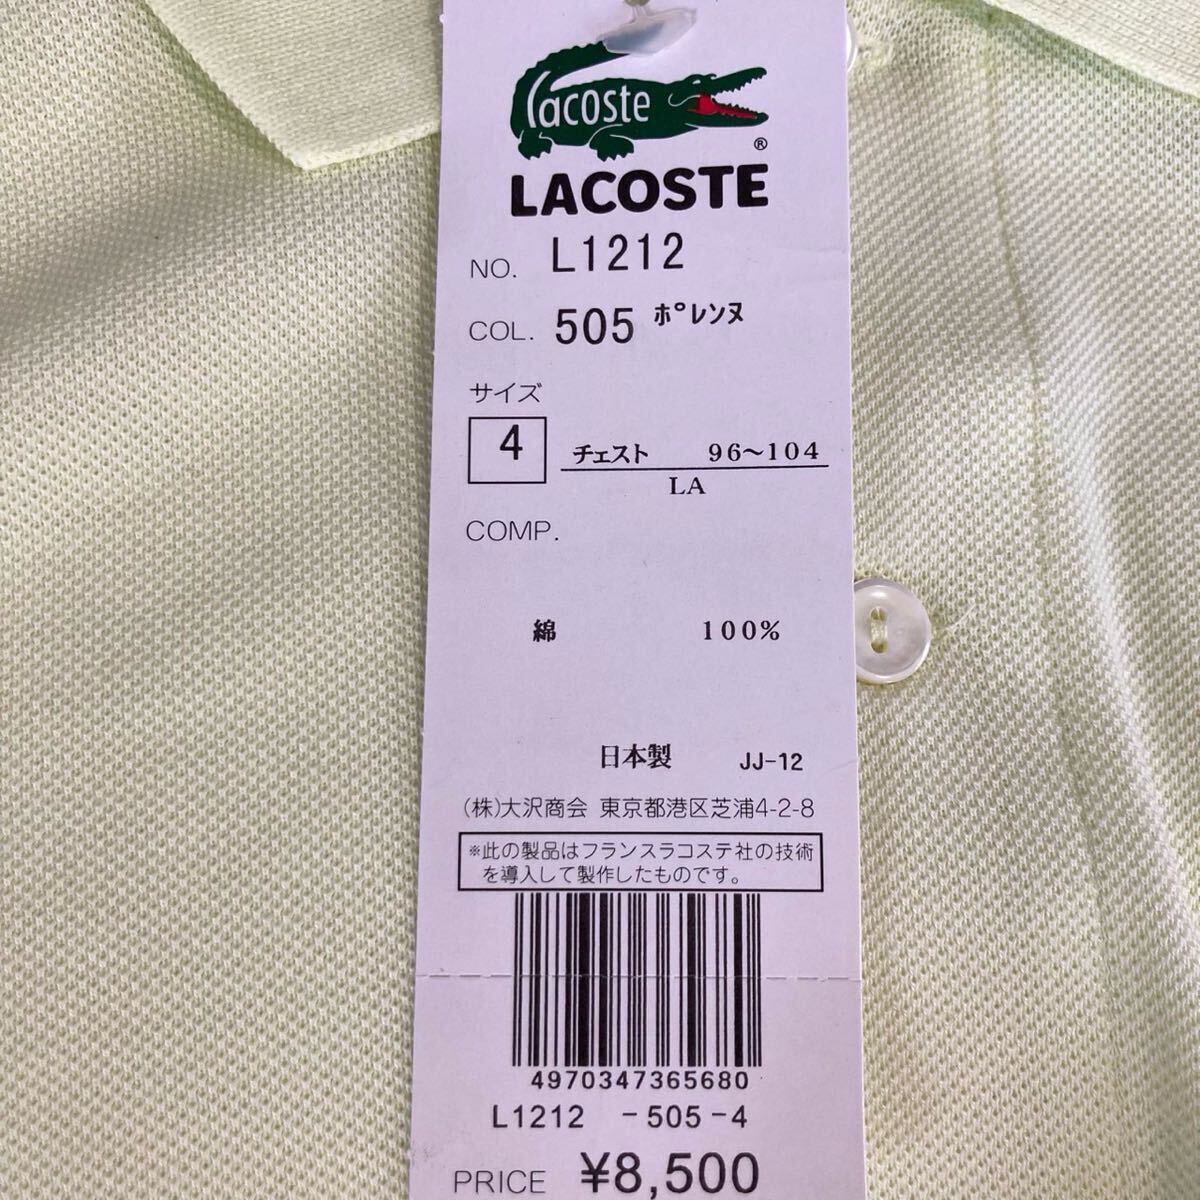 Lacoste
®
LACOSTE
NO. L1212
COL. 505 ポレンヌ
サイズ
4 チェスト 96〜104
LA
COMP.
綿 100%
日本製 JJ-12
(株)大沢商会 東京都港区芝浦4-2-8
※此の製品はフランスラコステ社の技術
を導入して製作したものです。
4970347365680
L1212 -505-4
PRICE ¥8,500